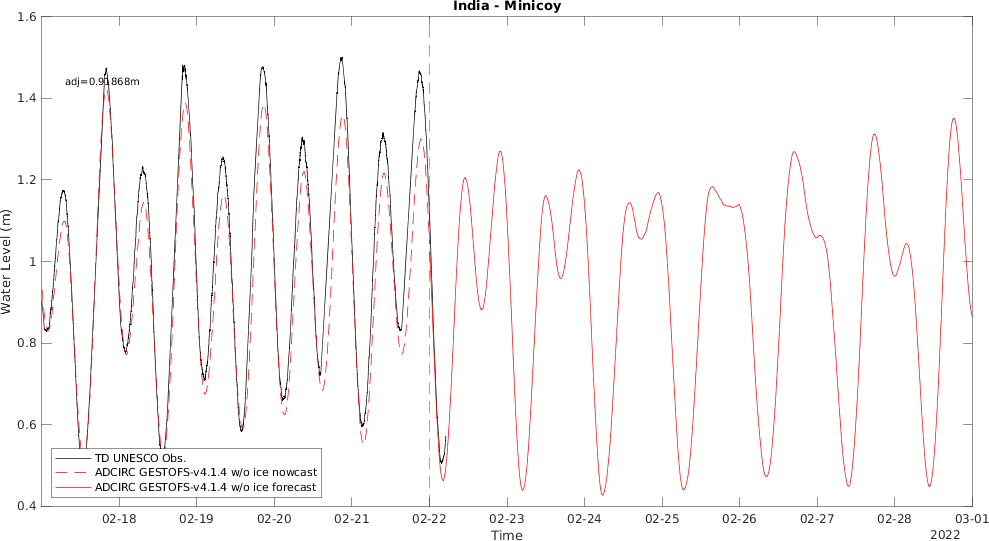 India - Minicoy
1.6
1.4
1.2
1
0.8
0.6
0.4
Water Level (m)
adj=0.91868m
TD UNESCO Obs.
ADCIRC GESTOFS-v4.1.4 w/o ice nowcast
ADCIRC GESTOFS-v4.1.4 w/o ice forecast
02-18 02-19 02-20 02-21 02-22 02-23 02-24 02-25 02-26 02-27 02-28 03-01
Time
2022